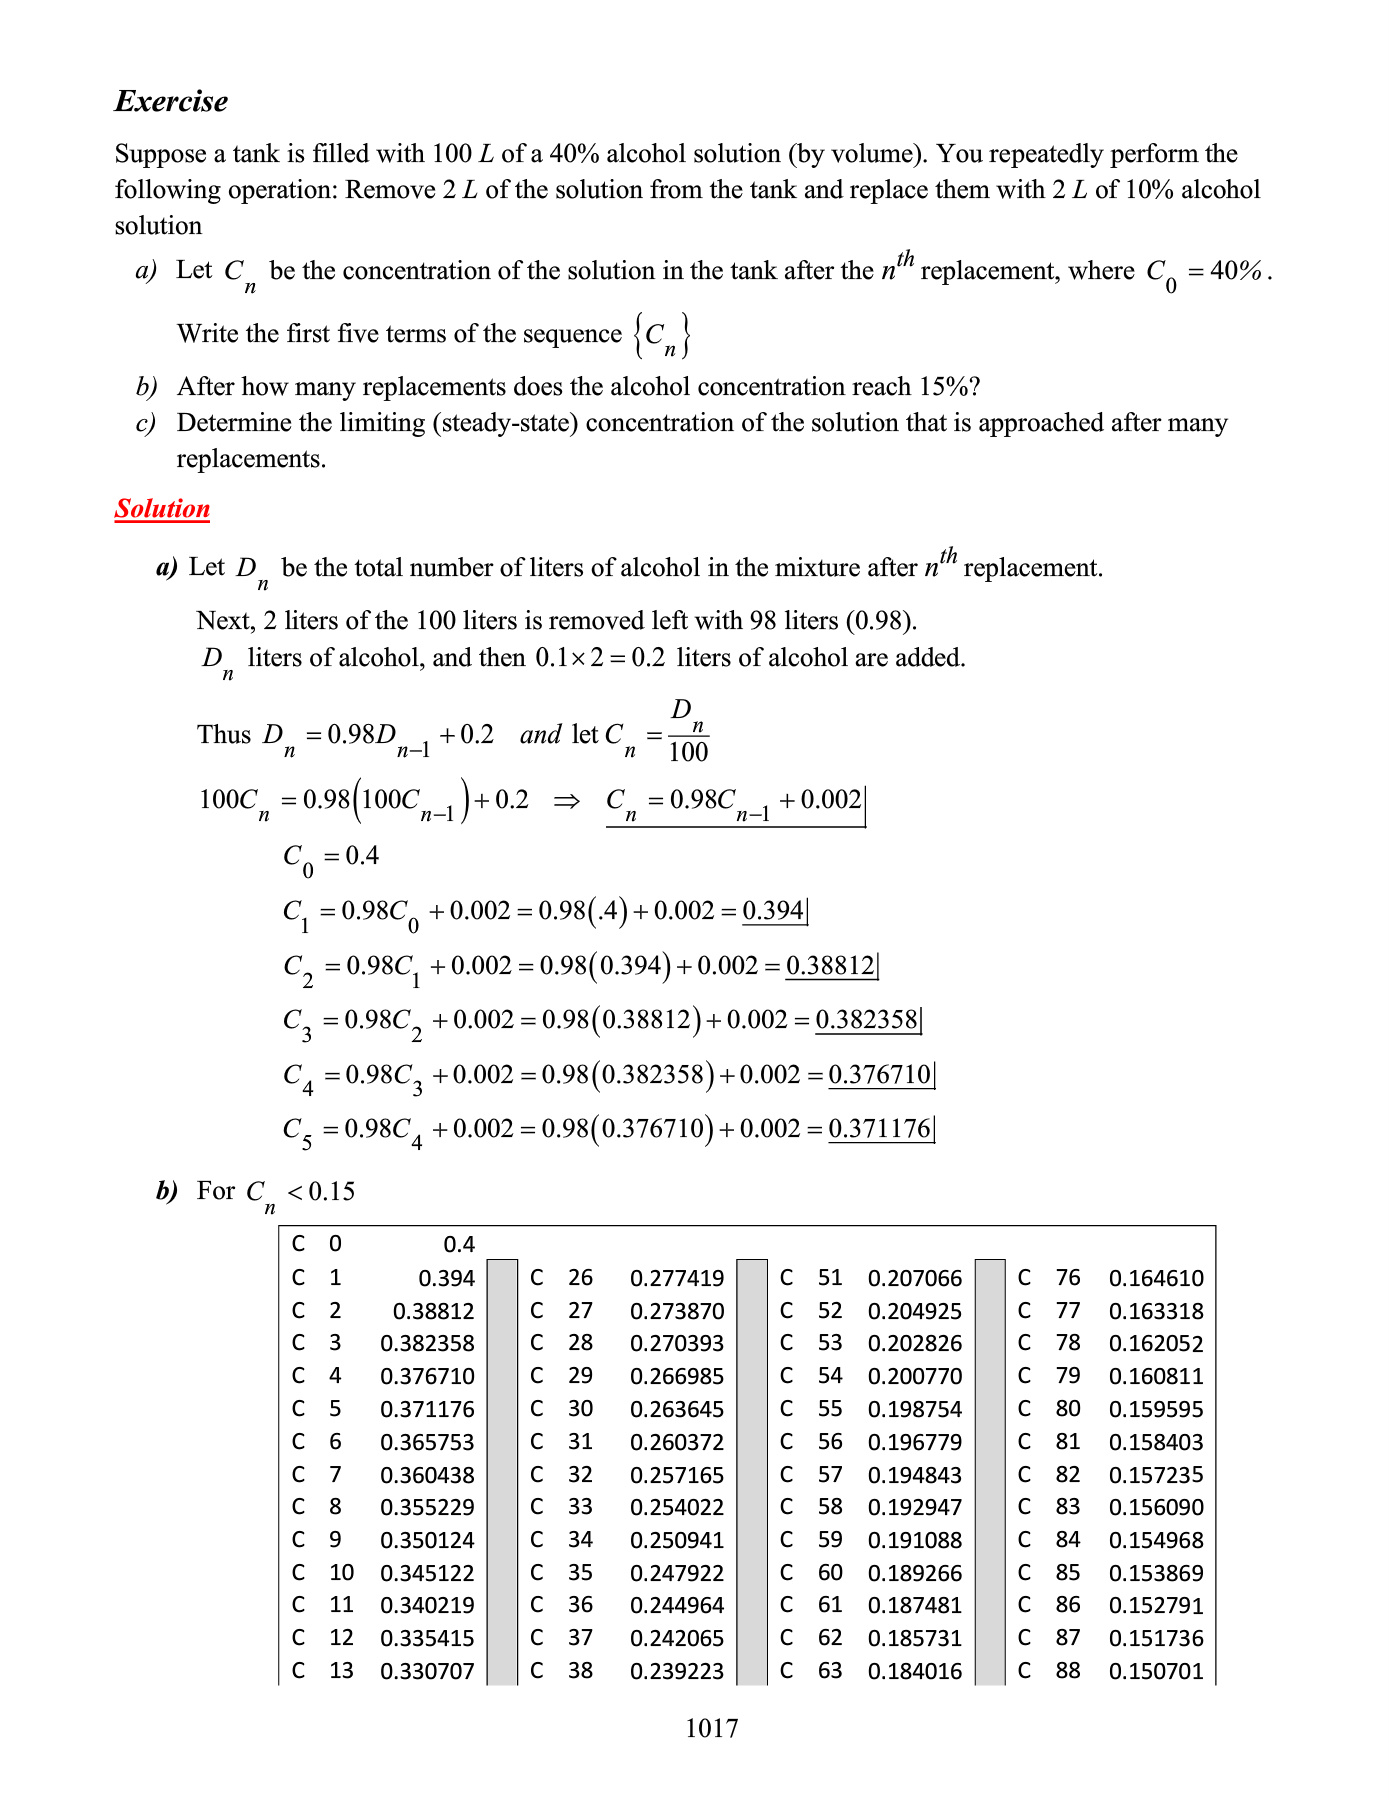 Exercise
Suppose a tank is filled with 100 L of a 40% alcohol solution (by volume). You repeatedly perform the
following operation: Remove 2 L of the solution from the tank and replace them with 2 L of 10% alcohol
solution
a) Let C_n be the concentration of the solution in the tank after the n^th replacement, where C_0 = 40%.
Write the first five terms of the sequence {C_n}
b) After how many replacements does the alcohol concentration reach 15%?
c) Determine the limiting (steady-state) concentration of the solution that is approached after many
replacements.
Solution
a) Let D_n be the total number of liters of alcohol in the mixture after n^th replacement.
Next, 2 liters of the 100 liters is removed left with 98 liters (0.98).
D_n liters of alcohol, and then 0.1×2 = 0.2 liters of alcohol are added.
Thus D_n = 0.98D_{n−1} + 0.2 and let C_n = D_n/100
100C_n = 0.98(100C_{n−1}) + 0.2 ⇒ C_n = 0.98C_{n−1} + 0.002|
C_0 = 0.4
C_1 = 0.98C_0 + 0.002 = 0.98(.4) + 0.002 = 0.394|
C_2 = 0.98C_1 + 0.002 = 0.98(0.394) + 0.002 = 0.38812|
C_3 = 0.98C_2 + 0.002 = 0.98(0.38812) + 0.002 = 0.382358|
C_4 = 0.98C_3 + 0.002 = 0.98(0.382358) + 0.002 = 0.376710|
C_5 = 0.98C_4 + 0.002 = 0.98(0.376710) + 0.002 = 0.371176|
b) For C_n < 0.15
C 0 0.4
C 1 0.394 C 26 0.277419 C 51 0.207066 C 76 0.164610
C 2 0.38812 C 27 0.273870 C 52 0.204925 C 77 0.163318
C 3 0.382358 C 28 0.270393 C 53 0.202826 C 78 0.162052
C 4 0.376710 C 29 0.266985 C 54 0.200770 C 79 0.160811
C 5 0.371176 C 30 0.263645 C 55 0.198754 C 80 0.159595
C 6 0.365753 C 31 0.260372 C 56 0.196779 C 81 0.158403
C 7 0.360438 C 32 0.257165 C 57 0.194843 C 82 0.157235
C 8 0.355229 C 33 0.254022 C 58 0.192947 C 83 0.156090
C 9 0.350124 C 34 0.250941 C 59 0.191088 C 84 0.154968
C 10 0.345122 C 35 0.247922 C 60 0.189266 C 85 0.153869
C 11 0.340219 C 36 0.244964 C 61 0.187481 C 86 0.152791
C 12 0.335415 C 37 0.242065 C 62 0.185731 C 87 0.151736
C 13 0.330707 C 38 0.239223 C 63 0.184016 C 88 0.150701
1017